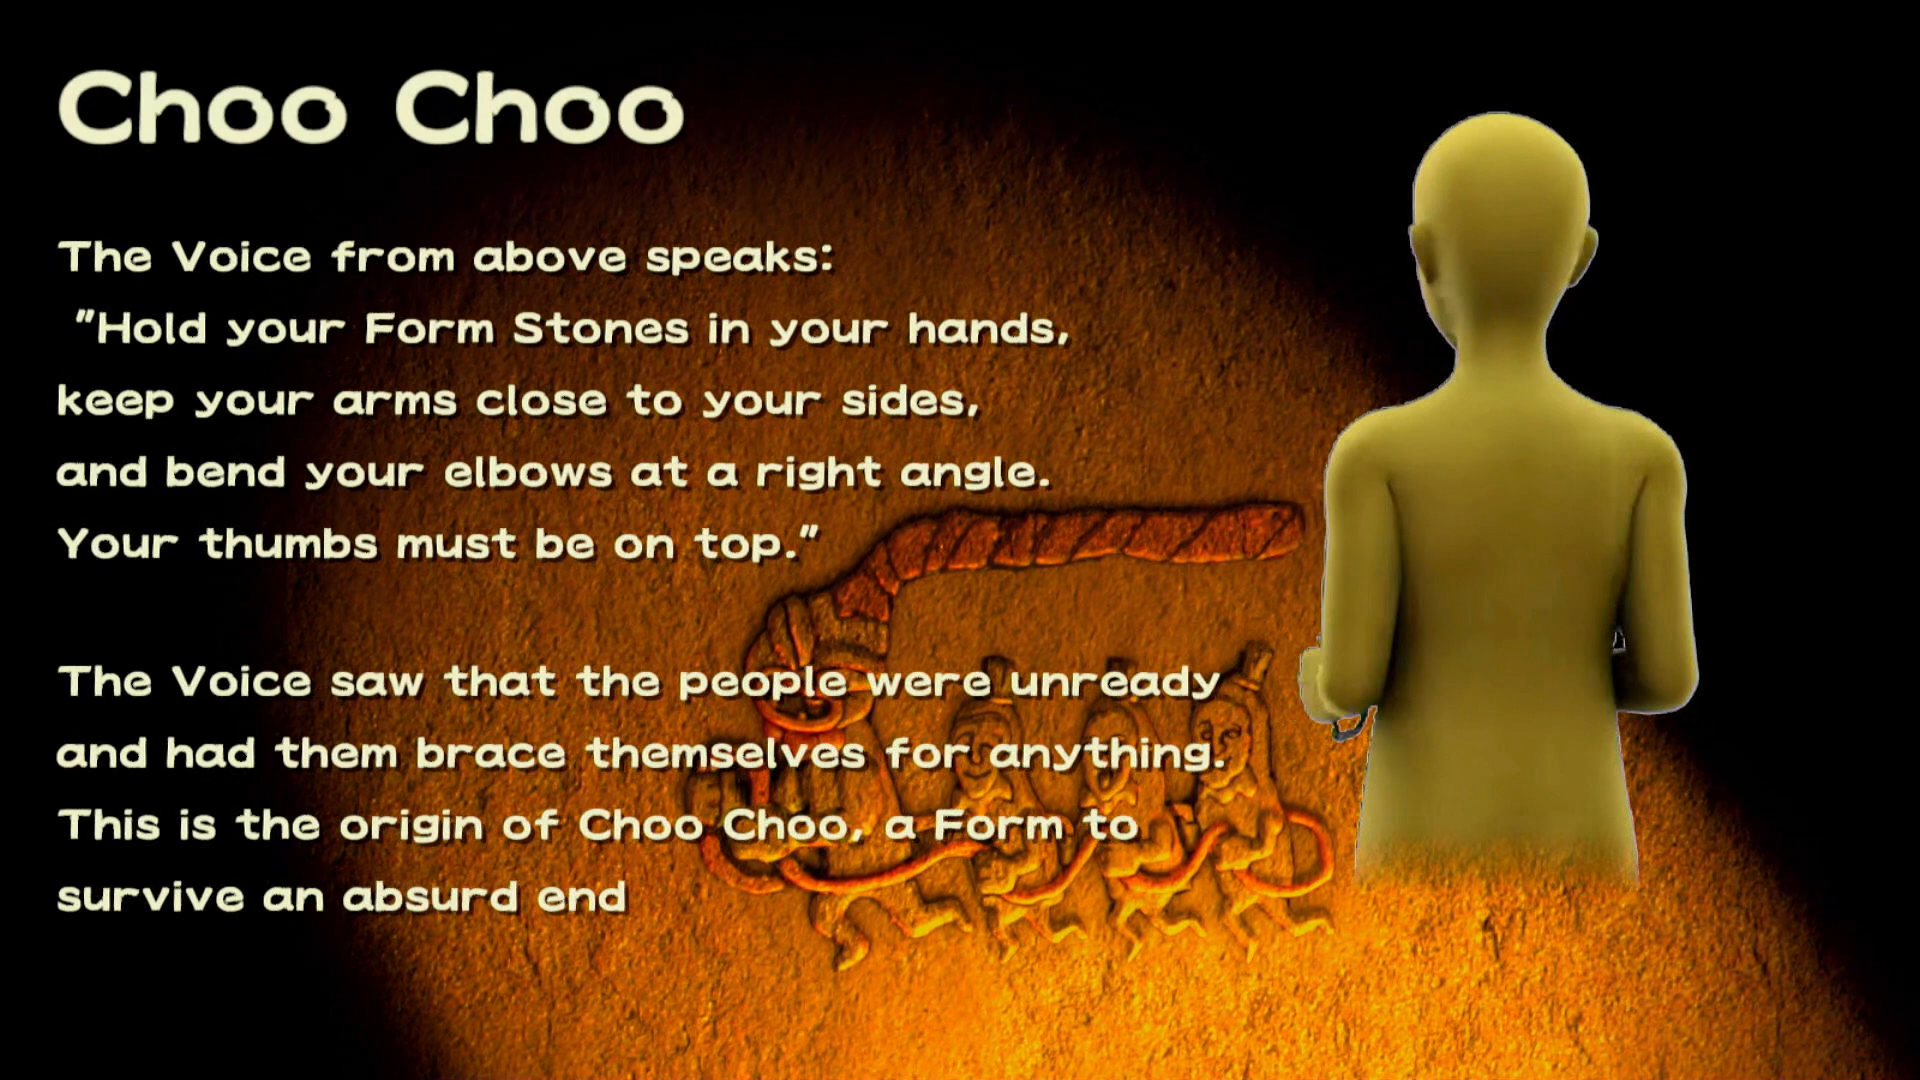 Choo Choo
The Voice from above speaks:
"Hold your Form Stones in your hands,
keep your arms close to your sides,
and bend your elbows at a right angle.
Your thumbs must be on top."
The Voice saw that the people were unready
and had them brace themselves for anything.
This is the origin of Choo Choo, a Form to
survive an absurd end